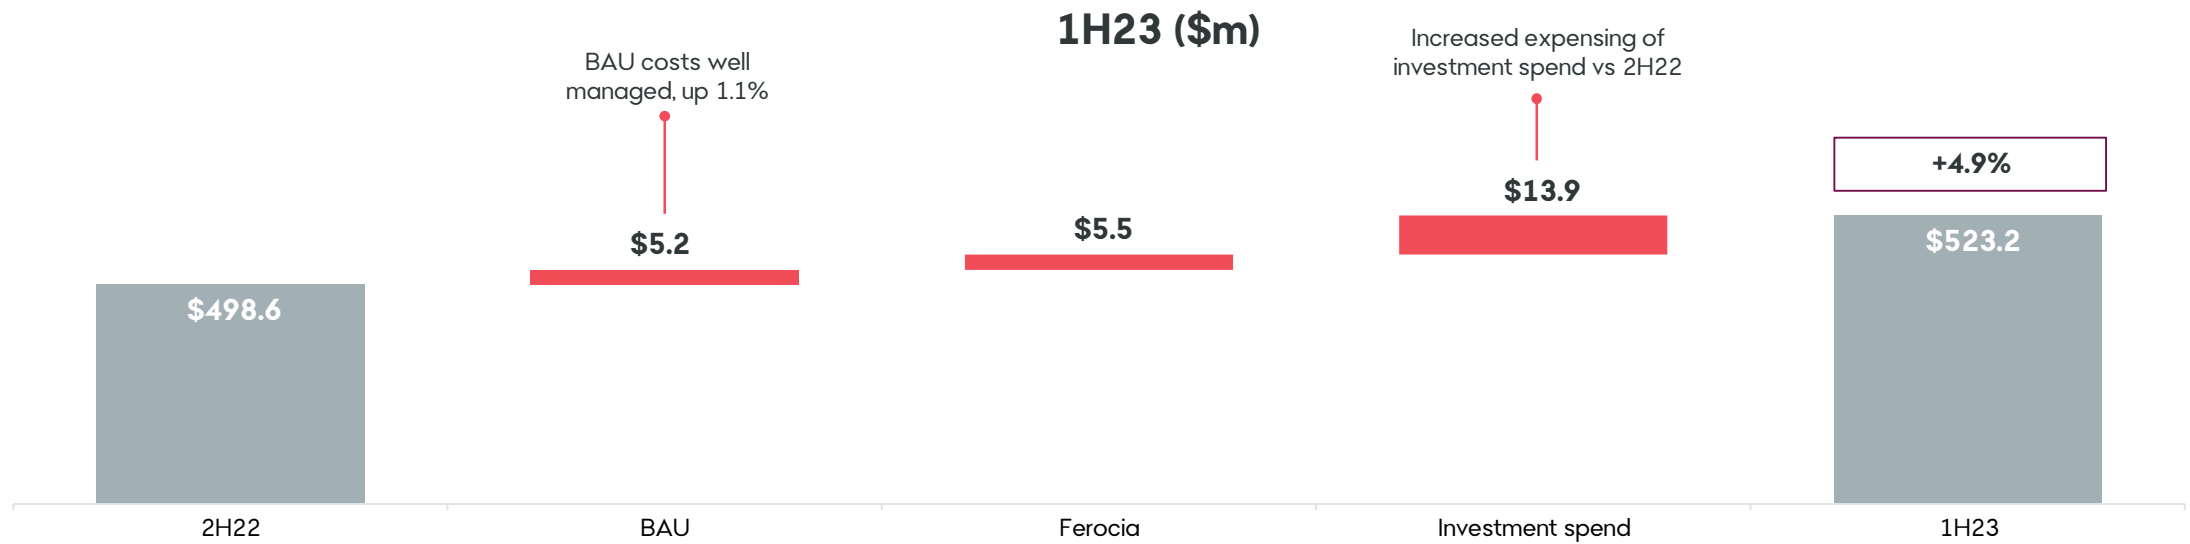 1H23 ($m)
BAU costs well
managed, up 1.1%
Increased expensing of
investment spend vs 2H22
+4.9%
$498.6
$5.2
$5.5
$13.9
$523.2
2H22
BAU
Ferocia
Investment spend
1H23